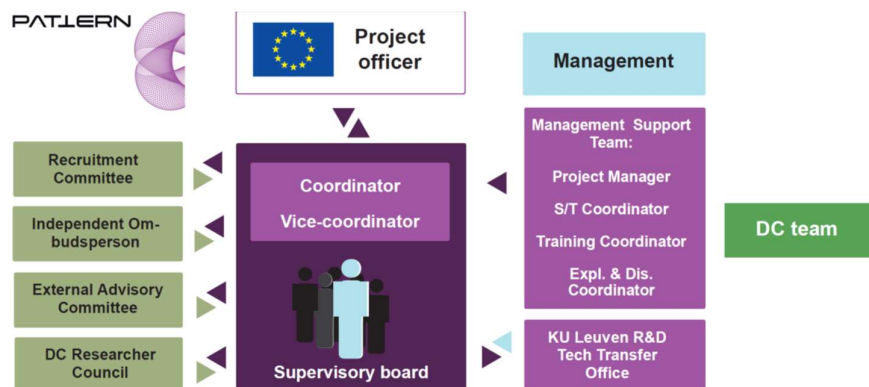 PATTERN
Project
officer
Management
Recruitment
Committee
Independent Om-
budsperson
External Advisory
Committee
DC Researcher
Council
Coordinator
Vice-coordinator
Supervisory board
Management Support
Team:
Project Manager
S/T Coordinator
Training Coordinator
Expl. & Dis.
Coordinator
KU Leuven R&D
Tech Transfer
Office
DC team